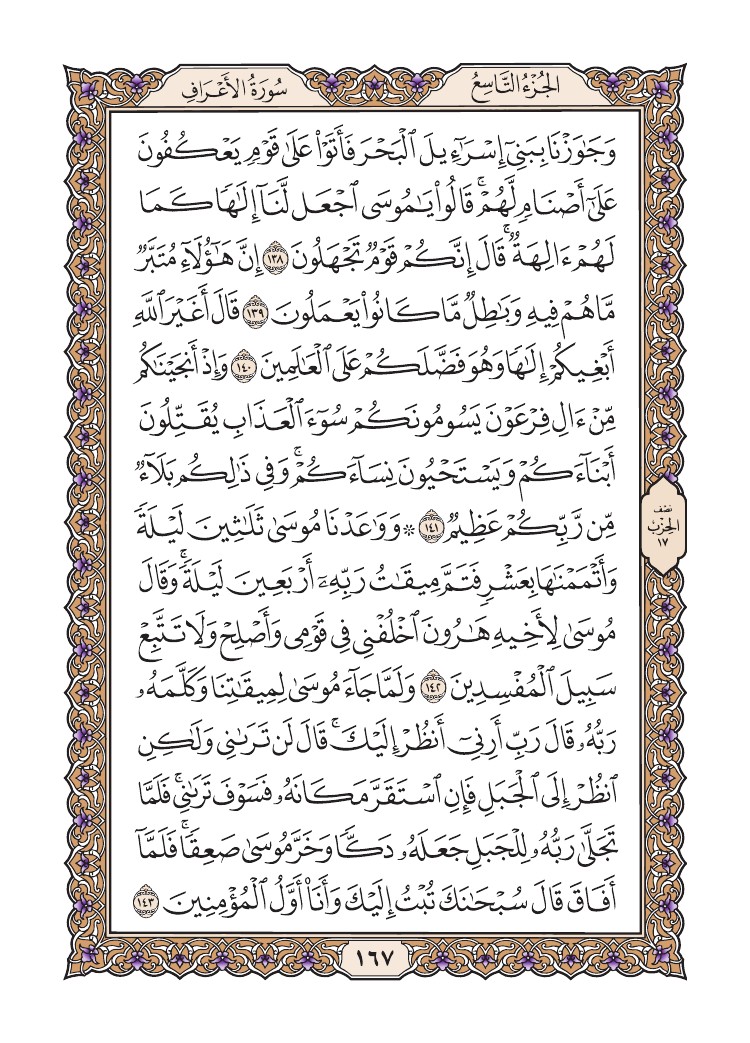 الجُزْءُ التَّاسِعُ
سُورَةُ الأَعْرَافِ
وَجَٰوَزْنَا بِبَنِيٓ إِسْرَٰٓءِيلَ ٱلْبَحْرَ فَأَتَوْا۟ عَلَىٰ قَوْمٍ يَعْكُفُونَ
عَلَىٰٓ أَصْنَامٍ لَّهُمْ ۚ قَالُوا۟ يَٰمُوسَى ٱجْعَل لَّنَآ إِلَٰهًا كَمَا
لَهُمْ ءَالِهَةٌ ۚ قَالَ إِنَّكُمْ قَوْمٌ تَجْهَلُونَ ١٣٨ إِنَّ هَٰٓؤُلَآءِ مُتَبَّرٌ
مَّا هُمْ فِيهِ وَبَٰطِلٌ مَّا كَانُوا۟ يَعْمَلُونَ ١٣٩ قَالَ أَغَيْرَ ٱللَّهِ
أَبْغِيكُمْ إِلَٰهًا وَهُوَ فَضَّلَكُمْ عَلَى ٱلْعَٰلَمِينَ ١٤٠ وَإِذْ أَنجَيْنَٰكُم
مِّنْ ءَالِ فِرْعَوْنَ يَسُومُونَكُمْ سُوٓءَ ٱلْعَذَابِ يُقَتِّلُونَ
أَبْنَآءَكُمْ وَيَسْتَحْيُونَ نِسَآءَكُمْ ۚ وَفِي ذَٰلِكُم بَلَآءٌ
مِّن رَّبِّكُمْ عَظِيمٌ ١٤١ ۞ وَوَٰعَدْنَا مُوسَىٰ ثَلَٰثِينَ لَيْلَةً
وَأَتْمَمْنَٰهَا بِعَشْرٍ فَتَمَّ مِيقَٰتُ رَبِّهِۦٓ أَرْبَعِينَ لَيْلَةً ۚ وَقَالَ
مُوسَىٰ لِأَخِيهِ هَٰرُونَ ٱخْلُفْنِي فِي قَوْمِي وَأَصْلِحْ وَلَا تَتَّبِعْ
سَبِيلَ ٱلْمُفْسِدِينَ ١٤٢ وَلَمَّا جَآءَ مُوسَىٰ لِمِيقَٰتِنَا وَكَلَّمَهُۥ
رَبُّهُۥ قَالَ رَبِّ أَرِنِيٓ أَنظُرْ إِلَيْكَ ۚ قَالَ لَن تَرَىٰنِي وَلَٰكِنِ
ٱنظُرْ إِلَى ٱلْجَبَلِ فَإِنِ ٱسْتَقَرَّ مَكَانَهُۥ فَسَوْفَ تَرَىٰنِي ۚ فَلَمَّا
تَجَلَّىٰ رَبُّهُۥ لِلْجَبَلِ جَعَلَهُۥ دَكًّا وَخَرَّ مُوسَىٰ صَعِقًا ۚ فَلَمَّآ
أَفَاقَ قَالَ سُبْحَٰنَكَ تُبْتُ إِلَيْكَ وَأَنَا۠ أَوَّلُ ٱلْمُؤْمِنِينَ ١٤٣
نصف
الحزب
١٧
١٦٧